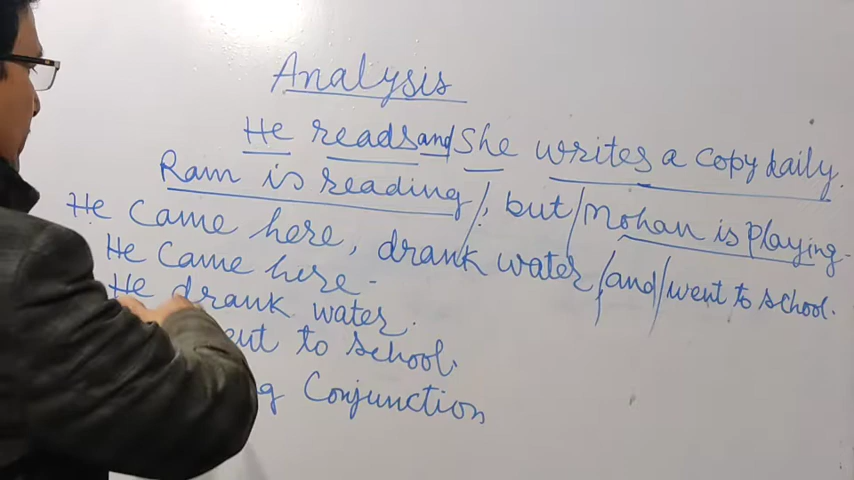 Analysis
He reads and She writes a copy daily.
Ram is reading, but Mohan is playing.
He came here, drank water and went to school.
He Came here.
He drank water.
to school.
Conjunction